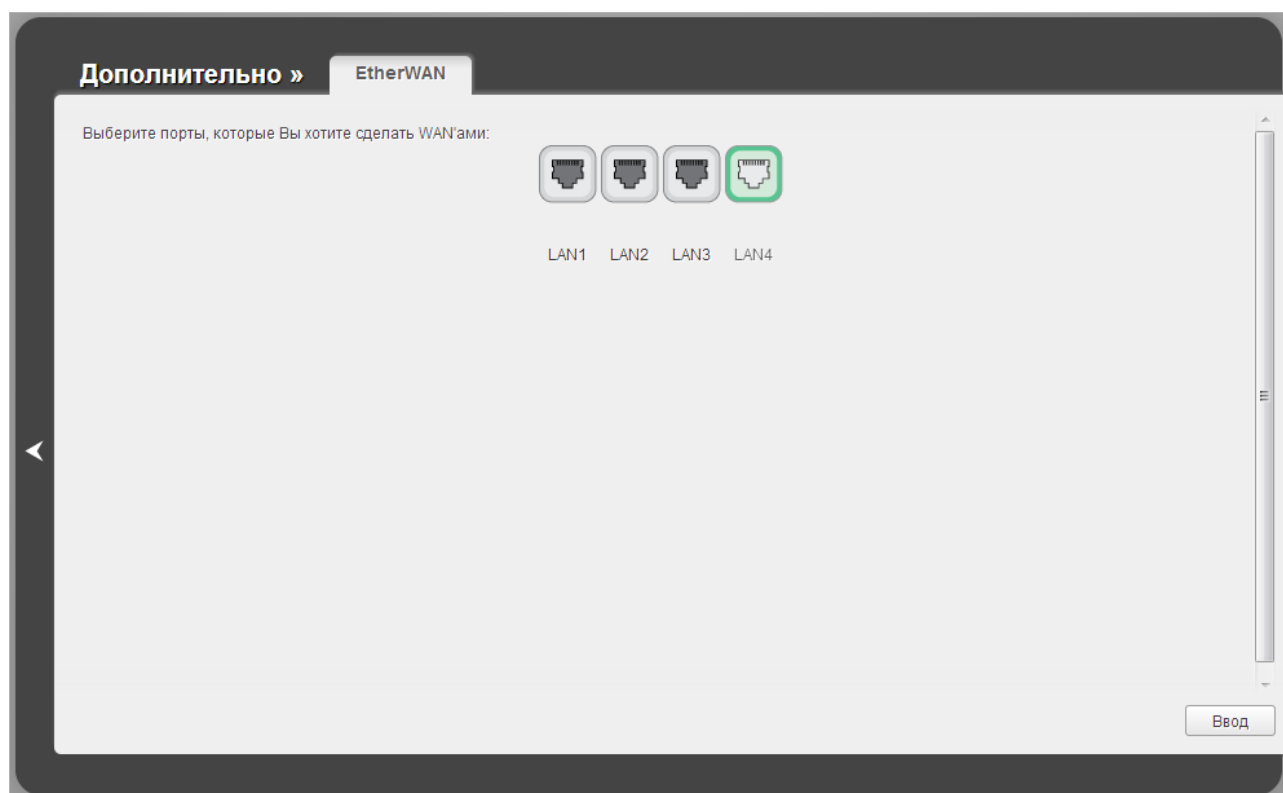 Дополнительно » EtherWAN
Выберите порты, которые Вы хотите сделать WAN'ами:
LAN1 LAN2 LAN3 LAN4
Ввод